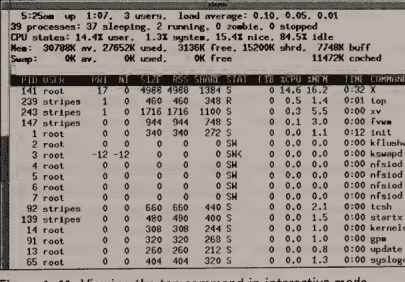 xterm
5:25am up 1:07, 3 users, load average: 0.10, 0.05, 0.01
39 processes: 37 sleeping, 2 running, 0 zombie, 0 stopped
CPU states: 14.4% user, 1.3% system, 15.4% nice, 84.5% idle
Mem: 30788K av, 27652K used, 3136K free, 15200K shrd, 7748K buff
Swap: 0K av, 0K used, 0K free 11472K cached
PID USER PRI NI SIZE RSS SHARE STAT LIB %CPU %MEM TIME COMMAND
141 root 17 0 4988 4988 1384 S 0 14.6 16.2 0:32 X
239 stripes 1 0 460 460 348 R 0 0.5 1.4 0:01 top
243 stripes 1 0 1716 1716 1100 S 0 0.3 5.5 0:00 xv
147 stripes 0 0 944 944 748 S 0 0.1 3.0 0:00 fvwm
1 root 0 0 340 340 272 S 0 0.0 1.1 0:12 init
2 root 0 0 0 0 0 SW 0 0.0 0.0 0:00 kflushd
3 root -12 -12 0 0 0 SW< 0 0.0 0.0 0:00 kswapd
4 root 0 0 0 0 0 SW 0 0.0 0.0 0:00 nfsiod
5 root 0 0 0 0 0 SW 0 0.0 0.0 0:00 nfsiod
6 root 0 0 0 0 0 SW 0 0.0 0.0 0:00 nfsiod
7 root 0 0 0 0 0 SW 0 0.0 0.0 0:00 nfsiod
92 stripes 0 0 660 660 440 S 0 0.0 2.1 0:00 tcsh
139 stripes 0 0 480 480 400 S 0 0.0 1.5 0:00 startx
14 root 0 0 308 308 244 S 0 0.0 1.0 0:00 kerneld
91 root 0 0 320 320 268 S 0 0.0 1.0 0:00 gpm
13 root 0 0 260 260 212 S 0 0.0 0.8 0:00 update
65 root 0 0 404 404 320 S 0 0.0 1.3 0:00 syslogd